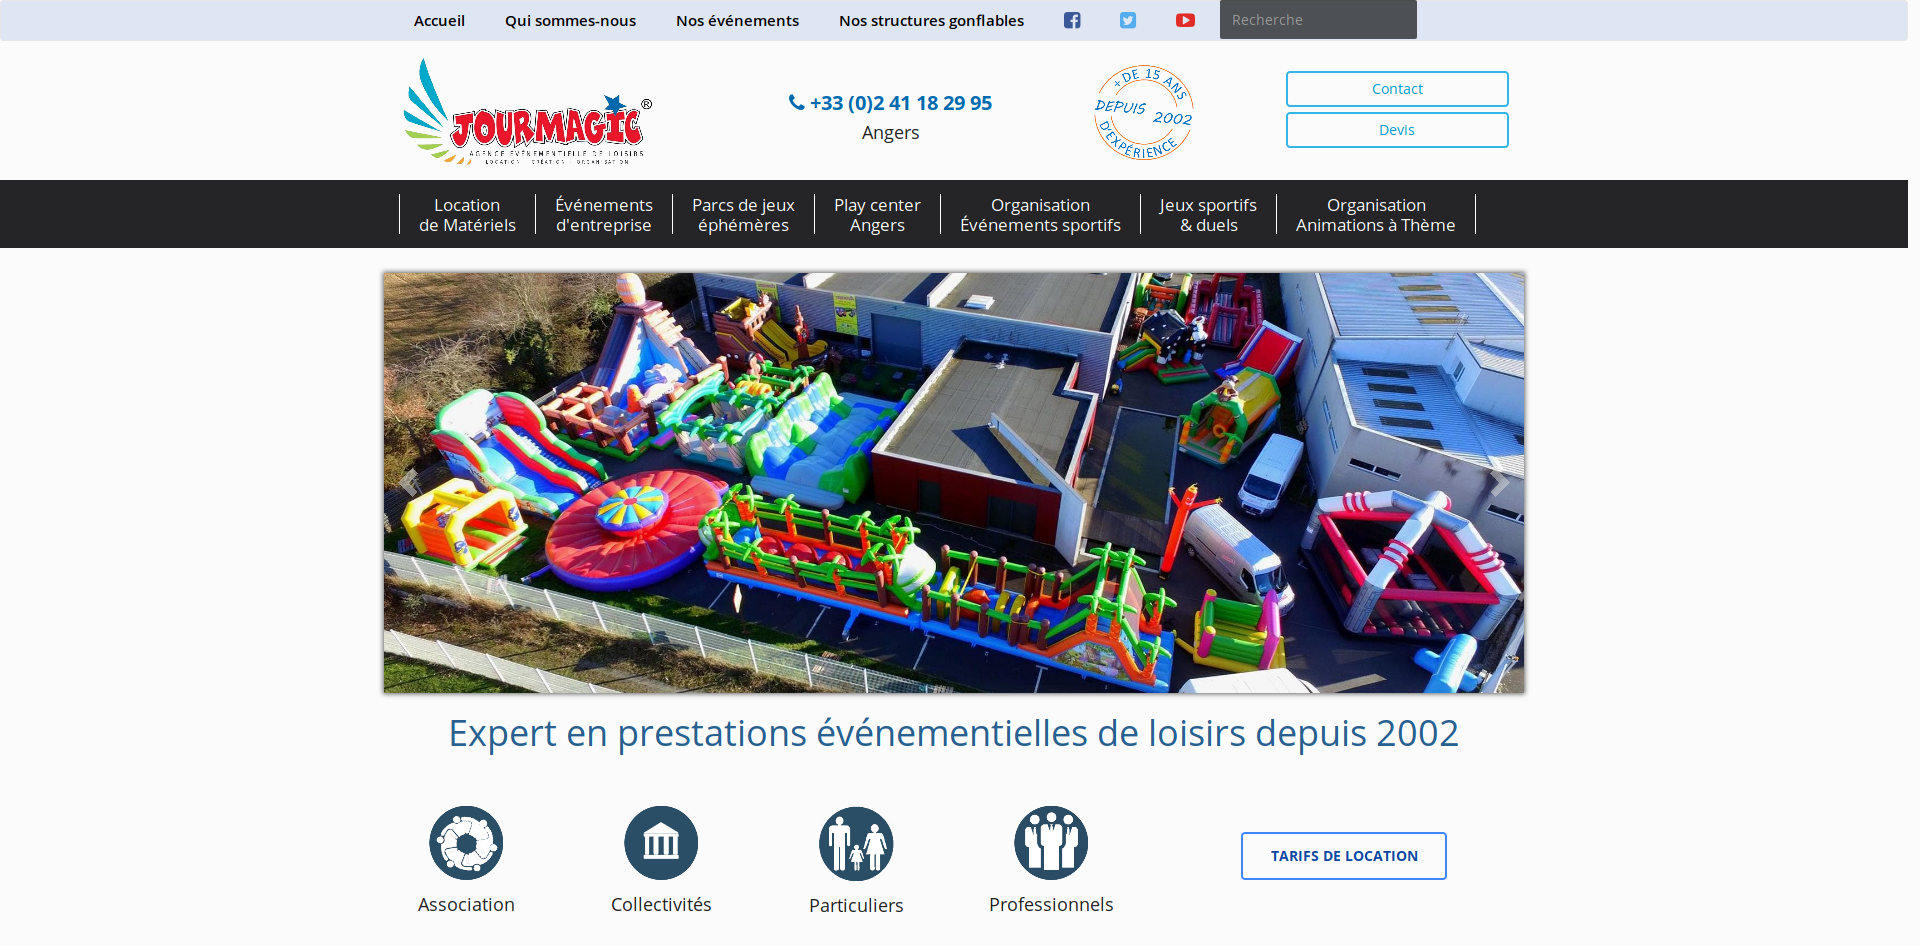 Accueil
Qui sommes-nous
Nos événements
Nos structures gonflables
Recherche
JOURMAGIC®
AGENCE ÉVÉNEMENTIELLE DE LOISIRS
LOCATION - CRÉATION - ORGANISATION
+33 (0)2 41 18 29 95
Angers
+DE 15 ANS
DEPUIS 2002
D'EXPÉRIENCE
Contact
Devis
Location
de Matériels
Événements
d'entreprise
Parcs de jeux
éphémères
Play center
Angers
Organisation
Événements sportifs
Jeux sportifs
& duels
Organisation
Animations à Thème
Expert en prestations événementielles de loisirs depuis 2002
Association
Collectivités
Particuliers
Professionnels
TARIFS DE LOCATION